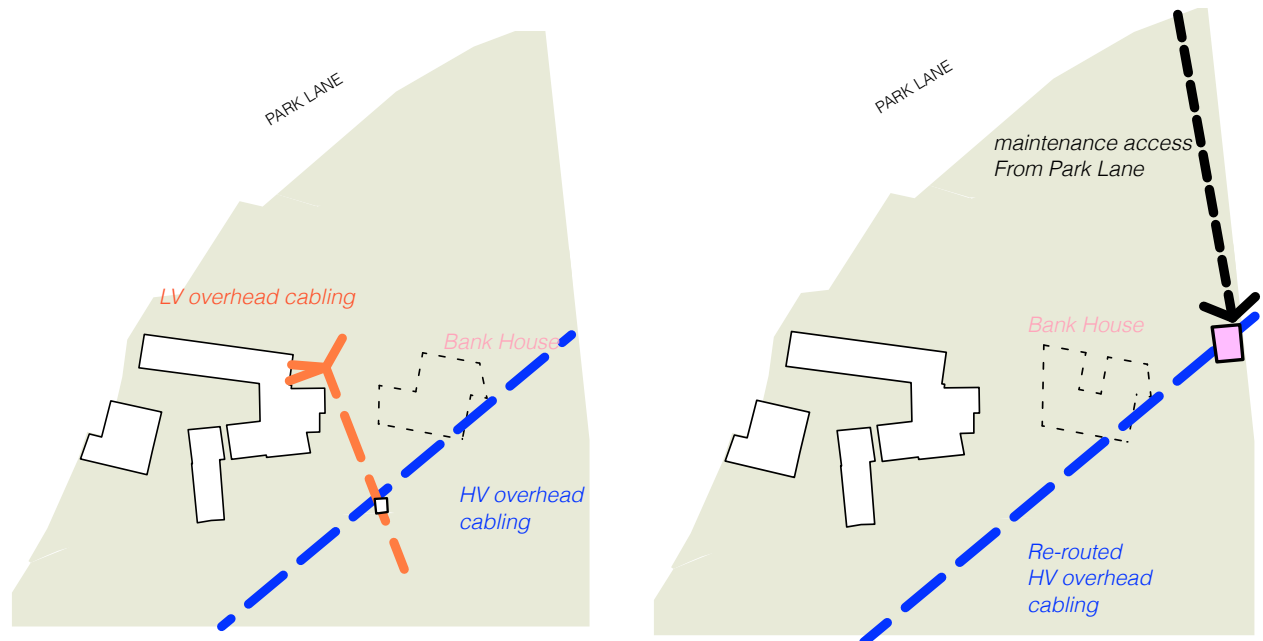 PARK LANE
LV overhead cabling
Bank House
HV overhead
cabling
PARK LANE
maintenance access
From Park Lane
Bank House
Re-routed
HV overhead
cabling